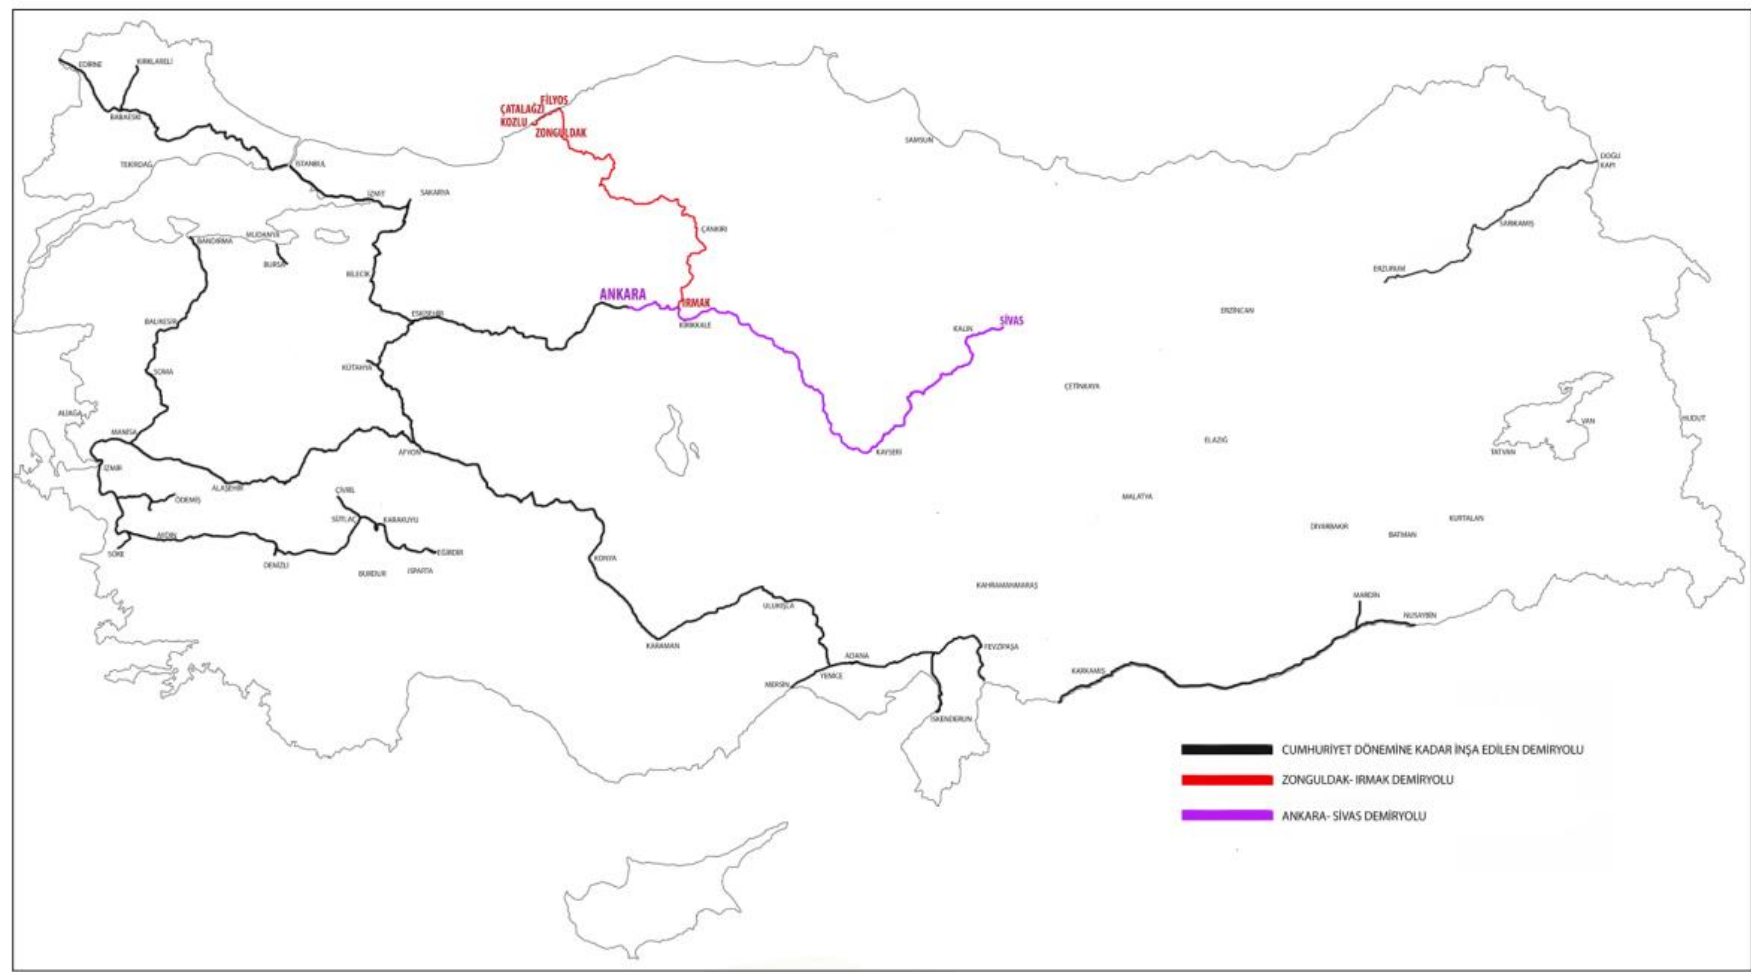 EDİRNE
KIRKLARELİ
BABAESKİ
TEKİRDAĞ
İSTANBUL
İZMİT
SAKARYA
FİLYOS
ÇATALAĞZI
KOZLU
ZONGULDAK
SAMSUN
DOĞU
KAPI
SARIKAMIŞ
ERZURUM
BANDIRMA
MUDANYA
BURSA
BİLECİK
ÇANKIRI
ANKARA
IRMAK
KIRIKKALE
ESKİŞEHİR
BALIKESİR
KALIN
SİVAS
ERZİNCAN
SOMA
KÜTAHYA
ÇETİNKAYA
ALİAĞA
MANİSA
AFYON
KAYSERİ
ELAZIĞ
VAN
TATVAN
HUDUT
İZMİR
ALAŞEHİR
ÖDEMİŞ
ÇİVRİL
SÜTLAÇ
KARAKUYU
MALATYA
DİYARBAKIR
BATMAN
KURTALAN
AYDIN
SÖKE
DENİZLİ
BURDUR
ISPARTA
EĞİRDİR
KONYA
KAHRAMANMARAŞ
MARDİN
NUSAYBİN
ULUKIŞLA
KARAMAN
ADANA
YENİCE
MERSİN
FEVZİPAŞA
KARKAMIŞ
İSKENDERUN
CUMHURİYET DÖNEMİNE KADAR İNŞA EDİLEN DEMİRYOLU
ZONGULDAK- IRMAK DEMİRYOLU
ANKARA- SİVAS DEMİRYOLU